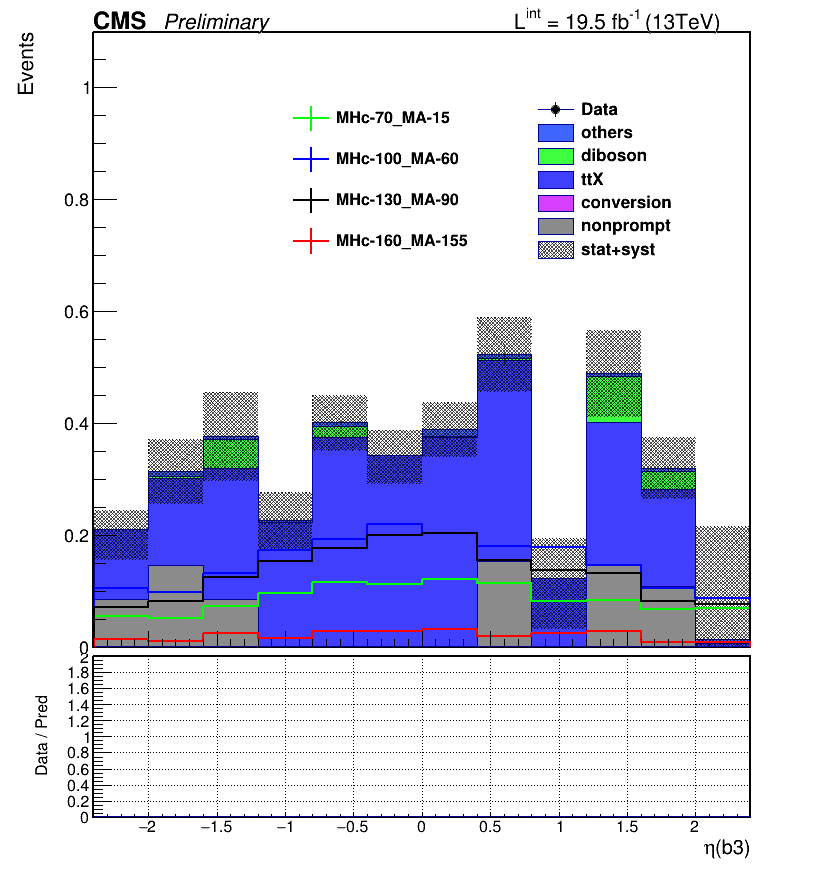 CMS Preliminary L^int = 19.5 fb^-1 (13TeV)
Events
1
0.8
0.6
0.4
0.2
0
MHc-70_MA-15
MHc-100_MA-60
MHc-130_MA-90
MHc-160_MA-155
Data
others
diboson
ttX
conversion
nonprompt
stat+syst
Data / Pred
2
1.8
1.6
1.4
1.2
1
0.8
0.6
0.4
0.2
0
−2 −1.5 −1 −0.5 0 0.5 1 1.5 2
η(b3)